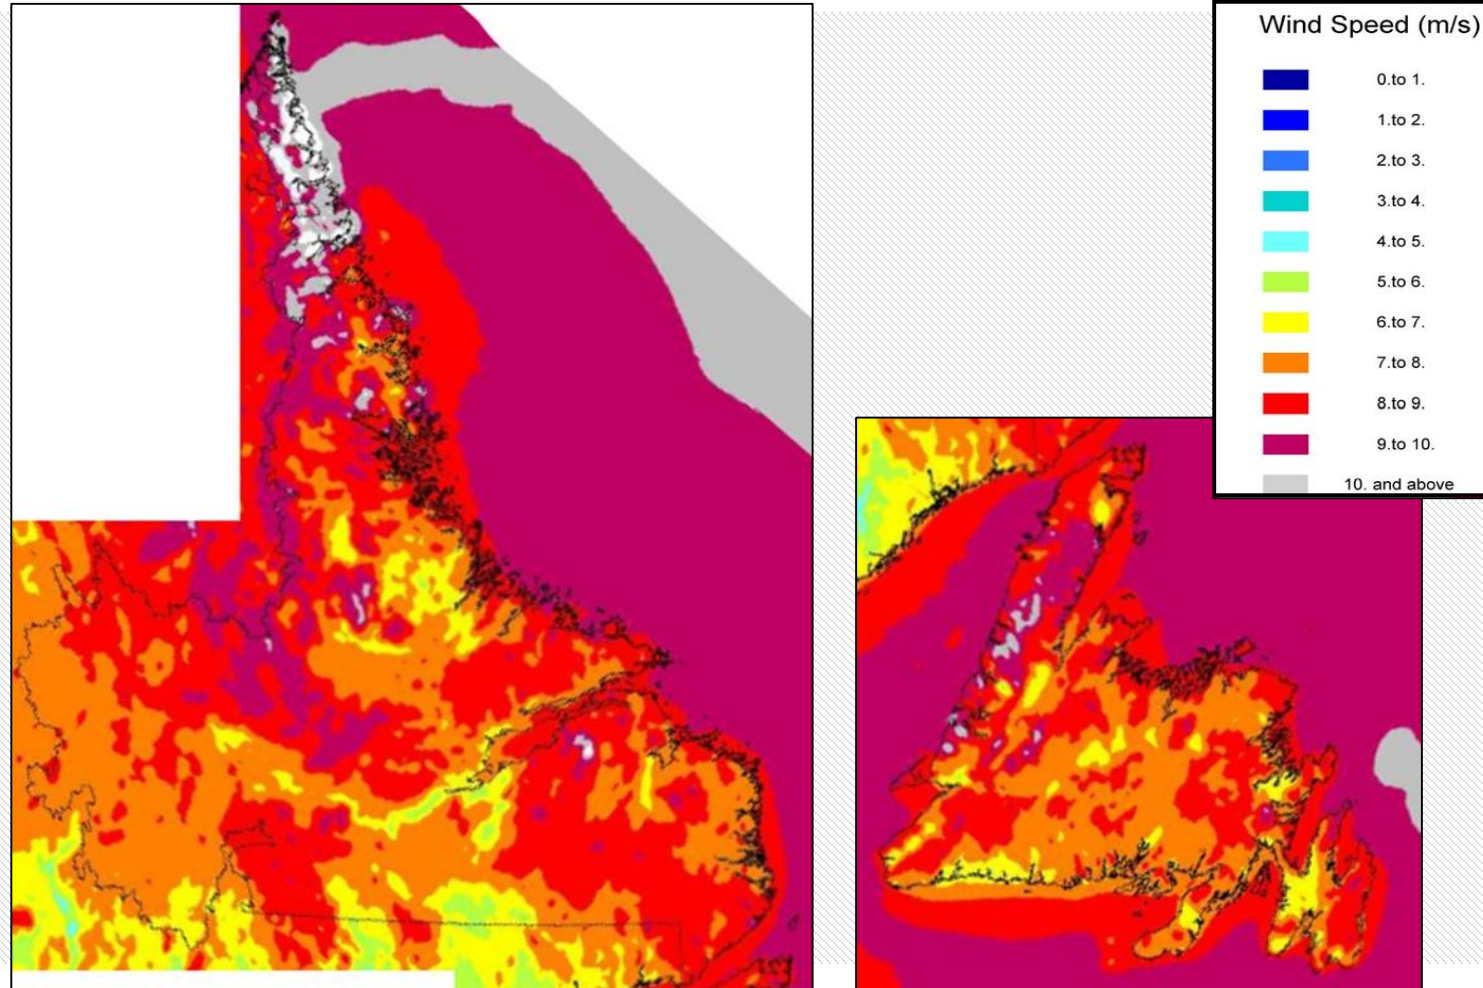 Wind Speed (m/s)
0.to 1.
1.to 2.
2.to 3.
3.to 4.
4.to 5.
5.to 6.
6.to 7.
7.to 8.
8.to 9.
9.to 10.
10. and above